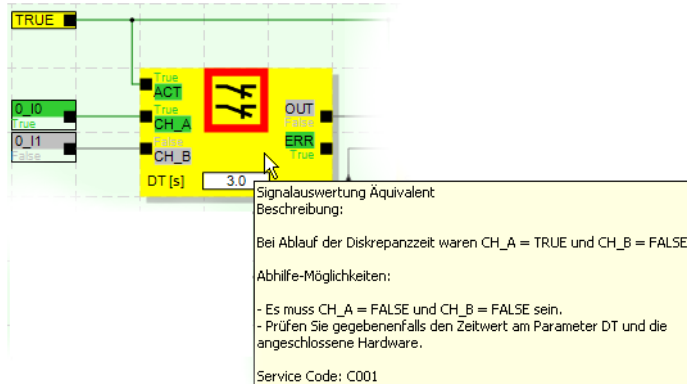 TRUE
True
ACT
0_I0
True
True
CH_A
OUT
False
0_I1
False
False
CH_B
ERR
True
DT [s]
3.0
Signalauswertung Äquivalent
Beschreibung:
Bei Ablauf der Diskrepanzzeit waren CH_A = TRUE und CH_B = FALSE
Abhilfe-Möglichkeiten:
- Es muss CH_A = FALSE und CH_B = FALSE sein.
- Prüfen Sie gegebenenfalls den Zeitwert am Parameter DT und die
angeschlossene Hardware.
Service Code: C001